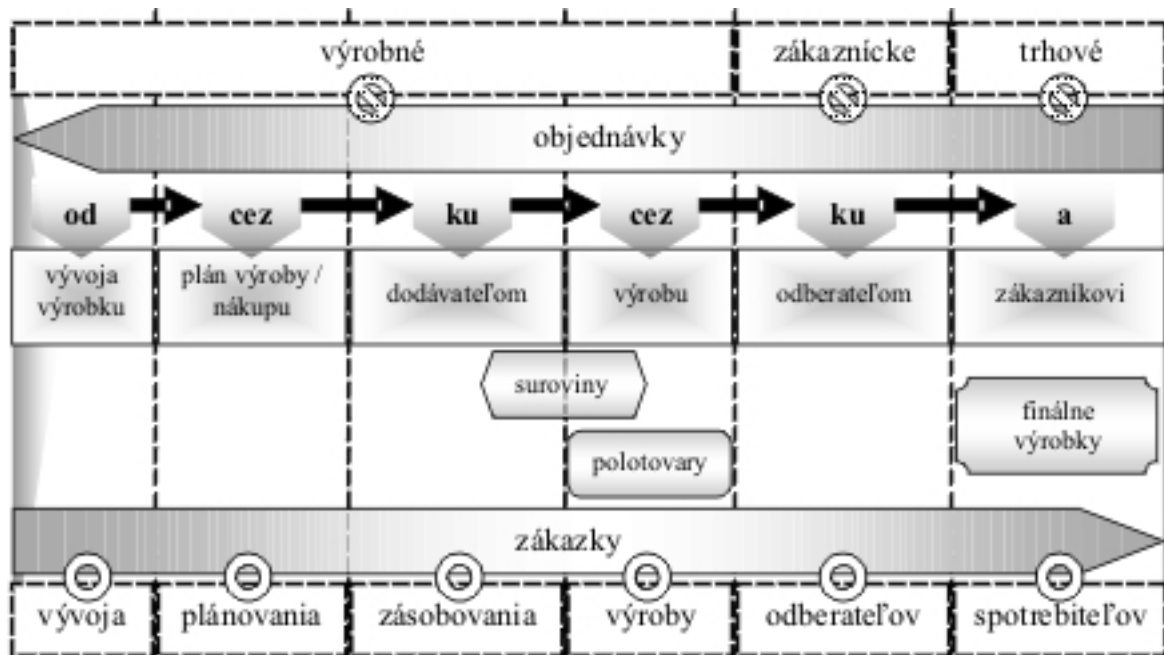 výrobné
zákaznícke
trhové
objednávky
od
cez
ku
cez
ku
a
vývoja
výrobku
plán výroby /
nákupu
dodávateľom
výrobu
odberateľom
zákazníkovi
suroviny
polotovary
finálne
výrobky
zákazky
vývoja
plánovania
zásobovania
výroby
odberateľov
spotrebiteľov